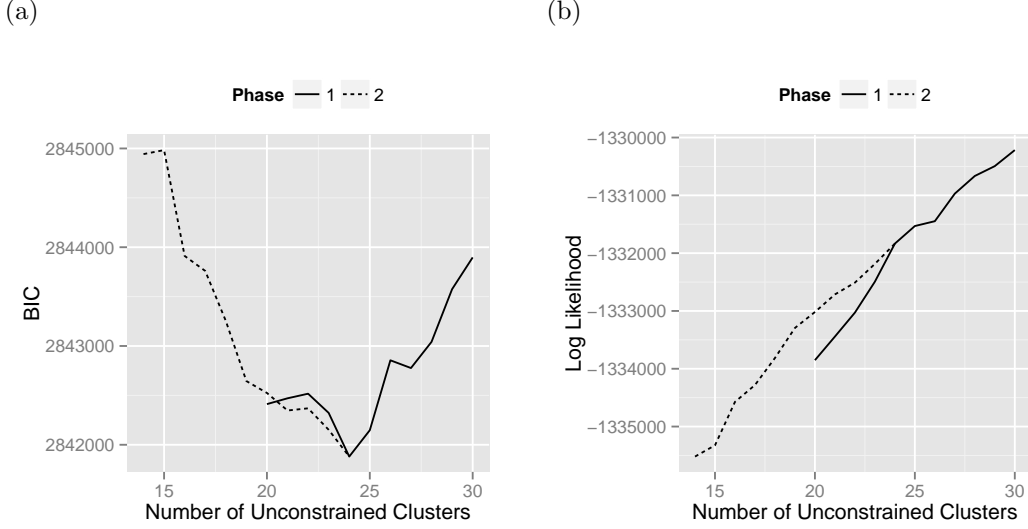 (a)
Phase 1 2
BIC
2845000
2844000
2843000
2842000
15 20 25 30
Number of Unconstrained Clusters
(b)
Phase 1 2
Log Likelihood
−1330000
−1331000
−1332000
−1333000
−1334000
−1335000
15 20 25 30
Number of Unconstrained Clusters